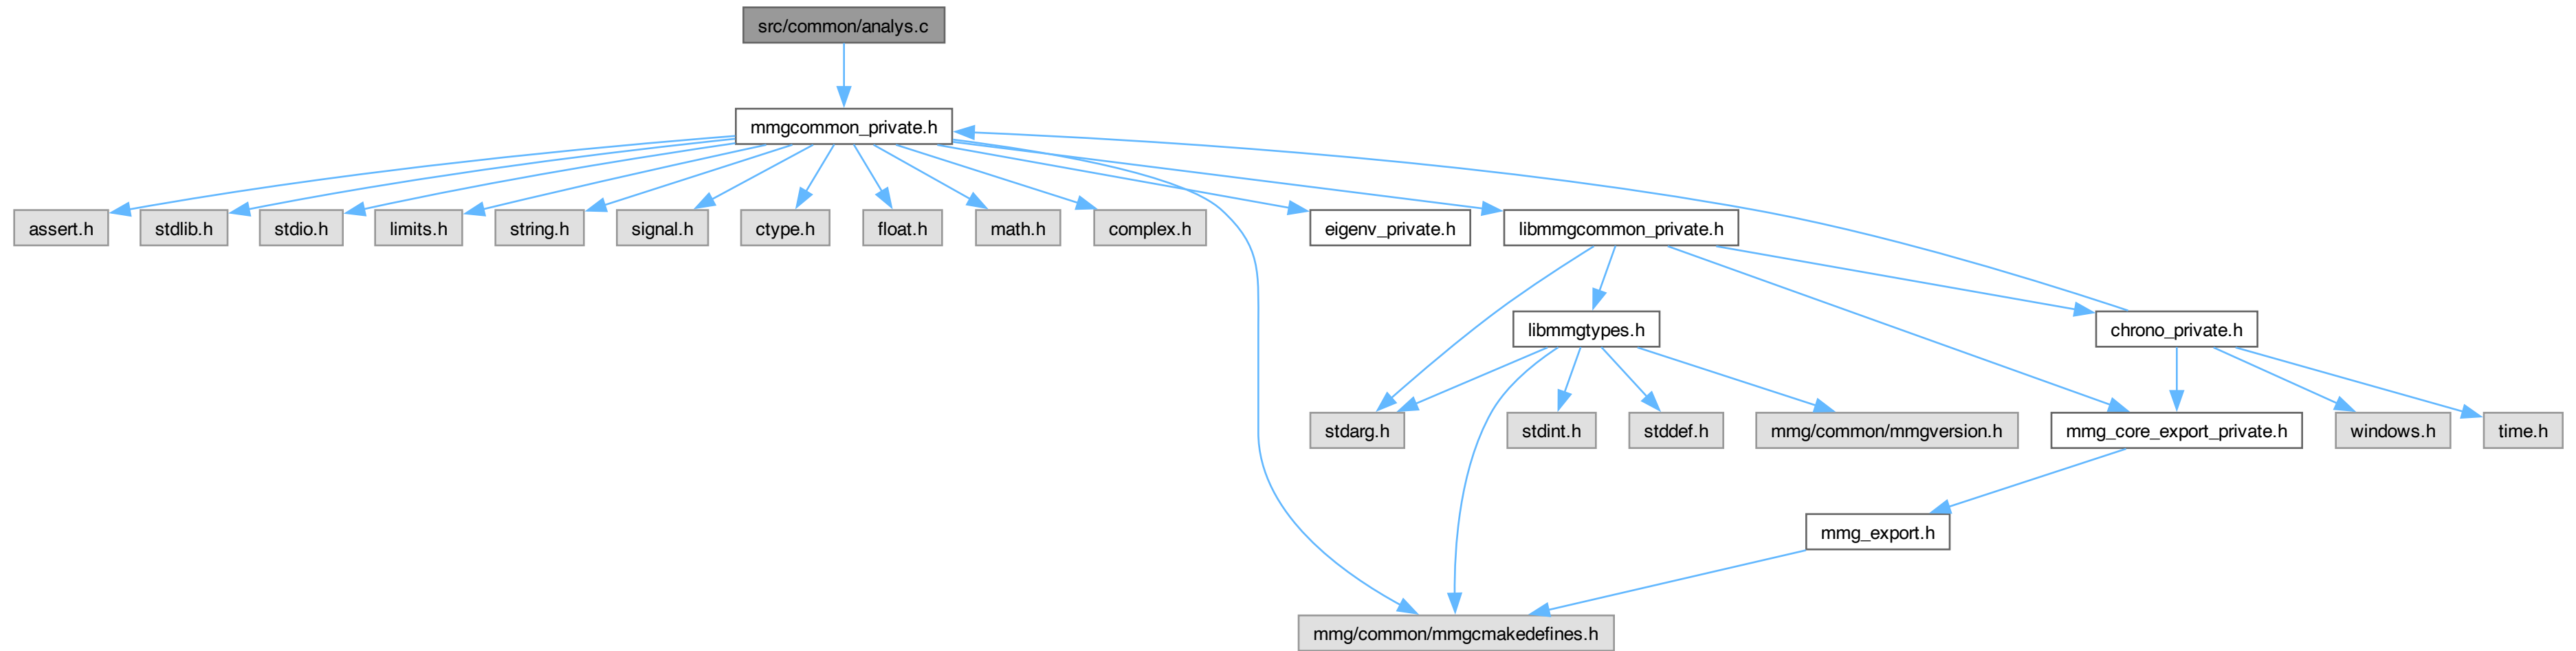 src/common/analys.c
mmgcommon_private.h
assert.h
stdlib.h
stdio.h
limits.h
string.h
signal.h
ctype.h
float.h
math.h
complex.h
eigenv_private.h
libmmgcommon_private.h
libmmgtypes.h
chrono_private.h
stdarg.h
stdint.h
stddef.h
mmg/common/mmgversion.h
mmg_core_export_private.h
windows.h
time.h
mmg_export.h
mmg/common/mmgcmakedefines.h